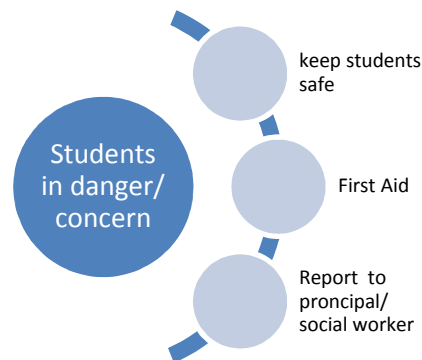 Students
in danger/
concern
keep students
safe
First Aid
Report to
proncipal/
social worker